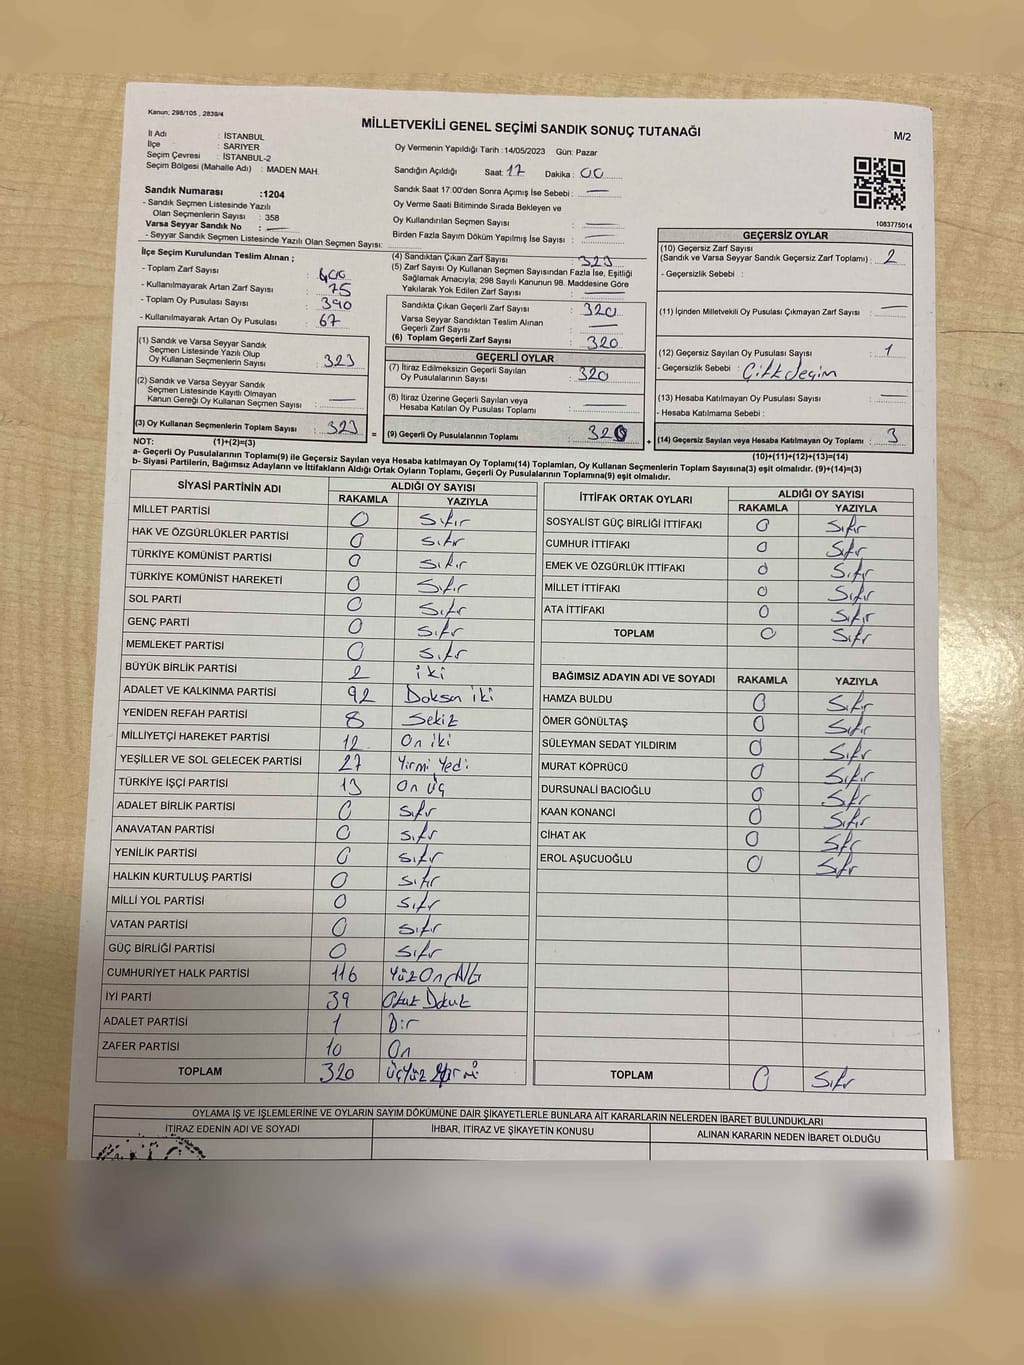 Kanun; 298/105 , 2839/4
MİLLETVEKİLİ GENEL SEÇİMİ SANDIK SONUÇ TUTANAĞI
M/2
İl Adı : İSTANBUL
İlçe : SARIYER
Seçim Çevresi : İSTANBUL-2
Seçim Bölgesi (Mahalle Adı) : MADEN MAH.
Oy Vermenin Yapıldığı Tarih :14/05/2023 Gün: Pazar
Sandığın Açıldığı Saat: 17 Dakika : 00
Sandık Saat 17:00'den Sonra Açılmış İse Sebebi : —
Oy Verme Saati Bitiminde Sırada Bekleyen ve
Oy Kullandırılan Seçmen Sayısı : —
Birden Fazla Sayım Döküm Yapılmış İse Sayısı : —
Sandık Numarası :1204
- Sandık Seçmen Listesinde Yazılı
Olan Seçmenlerin Sayısı : 358
Varsa Seyyar Sandık No : —
- Seyyar Sandık Seçmen Listesinde Yazılı Olan Seçmen Sayısı:
1083775014
İlçe Seçim Kurulundan Teslim Alınan ;
- Toplam Zarf Sayısı : 400
- Kullanılmayarak Artan Zarf Sayısı : 75
- Toplam Oy Pusulası Sayısı : 390
- Kullanılmayarak Artan Oy Pusulası : 67
(1) Sandık ve Varsa Seyyar Sandık
Seçmen Listesinde Yazılı Olup
Oy Kullanan Seçmenlerin Sayısı : 323
(2) Sandık ve Varsa Seyyar Sandık
Seçmen Listesinde Kayıtlı Olmayan
Kanun Gereği Oy Kullanan Seçmen Sayısı : —
(3) Oy Kullanan Seçmenlerin Toplam Sayısı : 323
(4) Sandıktan Çıkan Zarf Sayısı : 323
(5) Zarf Sayısı Oy Kullanan Seçmen Sayısından Fazla İse, Eşitliği
Sağlamak Amacıyla; 298 Sayılı Kanunun 98. Maddesine Göre
Yakılarak Yok Edilen Zarf Sayısı : —
Sandıkta Çıkan Geçerli Zarf Sayısı : 320
Varsa Seyyar Sandıktan Teslim Alınan
Geçerli Zarf Sayısı : —
(6) Toplam Geçerli Zarf Sayısı : 320
GEÇERLİ OYLAR
(7) İtiraz Edilmeksizin Geçerli Sayılan
Oy Pusulalarının Sayısı : 320
(8) İtiraz Üzerine Geçerli Sayılan veya
Hesaba Katılan Oy Pusulası Toplamı : —
= (9) Geçerli Oy Pusulalarının Toplamı : 320
GEÇERSİZ OYLAR
(10) Geçersiz Zarf Sayısı
(Sandık ve Varsa Seyyar Sandık Geçersiz Zarf Toplamı) : 2
- Geçersizlik Sebebi :
(11) İçinden Milletvekili Oy Pusulası Çıkmayan Zarf Sayısı : —
(12) Geçersiz Sayılan Oy Pusulası Sayısı : 1
- Geçersizlik Sebebi :
(13) Hesaba Katılmayan Oy Pusulası Sayısı : —
- Hesaba Katılmama Sebebi :
+ (14) Geçersiz Sayılan veya Hesaba Katılmayan Oy Toplamı : 3
NOT: (1)+(2)=(3)
(10)+(11)+(12)+(13)=(14)
a- Geçerli Oy Pusulalarının Toplamı(9) ile Geçersiz Sayılan veya Hesaba katılmayan Oy Toplamı(14) Toplamları, Oy Kullanan Seçmenlerin Toplam Sayısına(3) eşit olmalıdır. (9)+(14)=(3)
b- Siyasi Partilerin, Bağımsız Adayların ve İttifakların Aldığı Ortak Oyların Toplamı, Geçerli Oy Pusulalarının Toplamına(9) eşit olmalıdır.
SİYASİ PARTİNİN ADI ALDIĞI OY SAYISI
RAKAMLA YAZIYLA
MİLLET PARTİSİ 0 Sıfır
HAK VE ÖZGÜRLÜKLER PARTİSİ 0 Sıfır
TÜRKİYE KOMÜNİST PARTİSİ 0 Sıfır
TÜRKİYE KOMÜNİST HAREKETİ 0 Sıfır
SOL PARTİ 0 Sıfır
GENÇ PARTİ 0 Sıfır
MEMLEKET PARTİSİ 0 Sıfır
BÜYÜK BİRLİK PARTİSİ 2 iki
ADALET VE KALKINMA PARTİSİ 92 Doksan iki
YENİDEN REFAH PARTİSİ 8 Sekiz
MİLLİYETÇİ HAREKET PARTİSİ 12 On iki
YEŞİLLER VE SOL GELECEK PARTİSİ 27 Yirmi Yedi
TÜRKİYE İŞÇİ PARTİSİ 13 On üç
ADALET BİRLİK PARTİSİ 0 Sıfır
ANAVATAN PARTİSİ 0 Sıfır
YENİLİK PARTİSİ 0 Sıfır
HALKIN KURTULUŞ PARTİSİ 0 Sıfır
MİLLİ YOL PARTİSİ 0 Sıfır
VATAN PARTİSİ 0 Sıfır
GÜÇ BİRLİĞİ PARTİSİ 0 Sıfır
CUMHURİYET HALK PARTİSİ 116 Yüz On Altı
İYİ PARTİ 39 Otuz Dokuz
ADALET PARTİSİ 1 Bir
ZAFER PARTİSİ 10 On
TOPLAM 320 üçyüz Yirmi
İTTİFAK ORTAK OYLARI ALDIĞI OY SAYISI
RAKAMLA YAZIYLA
SOSYALİST GÜÇ BİRLİĞİ İTTİFAKI 0 Sıfır
CUMHUR İTTİFAKI 0 Sıfır
EMEK VE ÖZGÜRLÜK İTTİFAKI 0 Sıfır
MİLLET İTTİFAKI 0 Sıfır
ATA İTTİFAKI 0 Sıfır
TOPLAM 0 Sıfır
BAĞIMSIZ ADAYIN ADI VE SOYADI RAKAMLA YAZIYLA
HAMZA BULDU 0 Sıfır
ÖMER GÖNÜLTAŞ 0 Sıfır
SÜLEYMAN SEDAT YILDIRIM 0 Sıfır
MURAT KÖPRÜCÜ 0 Sıfır
DURSUNALİ BACIOĞLU 0 Sıfır
KAAN KONANCİ 0 Sıfır
CİHAT AK 0 Sıfır
EROL AŞUCUOĞLU 0 Sıfır
TOPLAM 0 Sıfır
OYLAMA İŞ VE İŞLEMLERİNE VE OYLARIN SAYIM DÖKÜMÜNE DAİR ŞİKAYETLERLE BUNLARA AİT KARARLARIN NELERDEN İBARET BULUNDUKLARI
İTİRAZ EDENİN ADI VE SOYADI İHBAR, İTİRAZ VE ŞİKAYETİN KONUSU ALINAN KARARIN NEDEN İBARET OLDUĞU